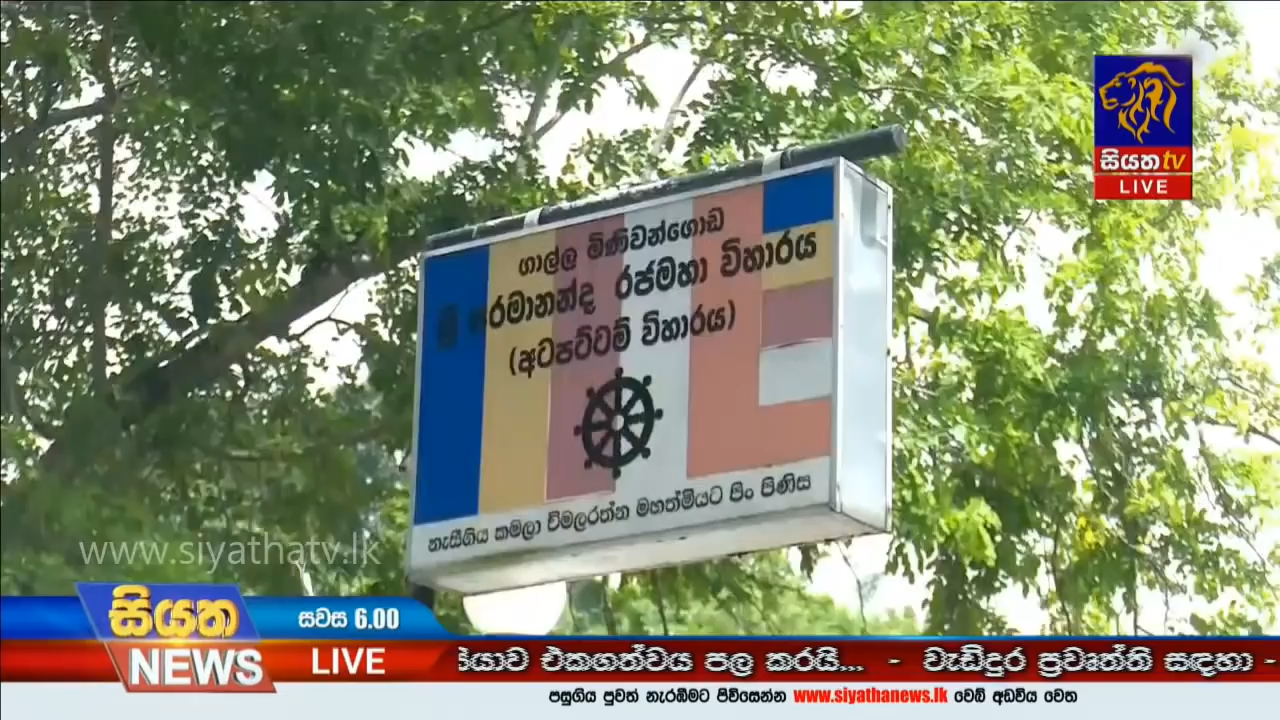 සියත tv
LIVE
ගාල්ල මිණිවන්ගොඩ
ශ්‍රී පරමානන්ද රජමහා විහාරය
(අටපට්ටම් විහාරය)
නැසීගිය කමලා විමලරත්න මහත්මියට පිං පිණිස
www.siyathatv.lk
සියත
NEWS
සවස 6.00
LIVE
සියාව එකගත්වය පල කරයි... - වැඩිදුර ප්‍රවෘත්ති සඳහා -
පසුගිය පුවත් නැරඹීමට පිවිසෙන්න www.siyathanews.lk වෙබ් අඩවිය වෙත